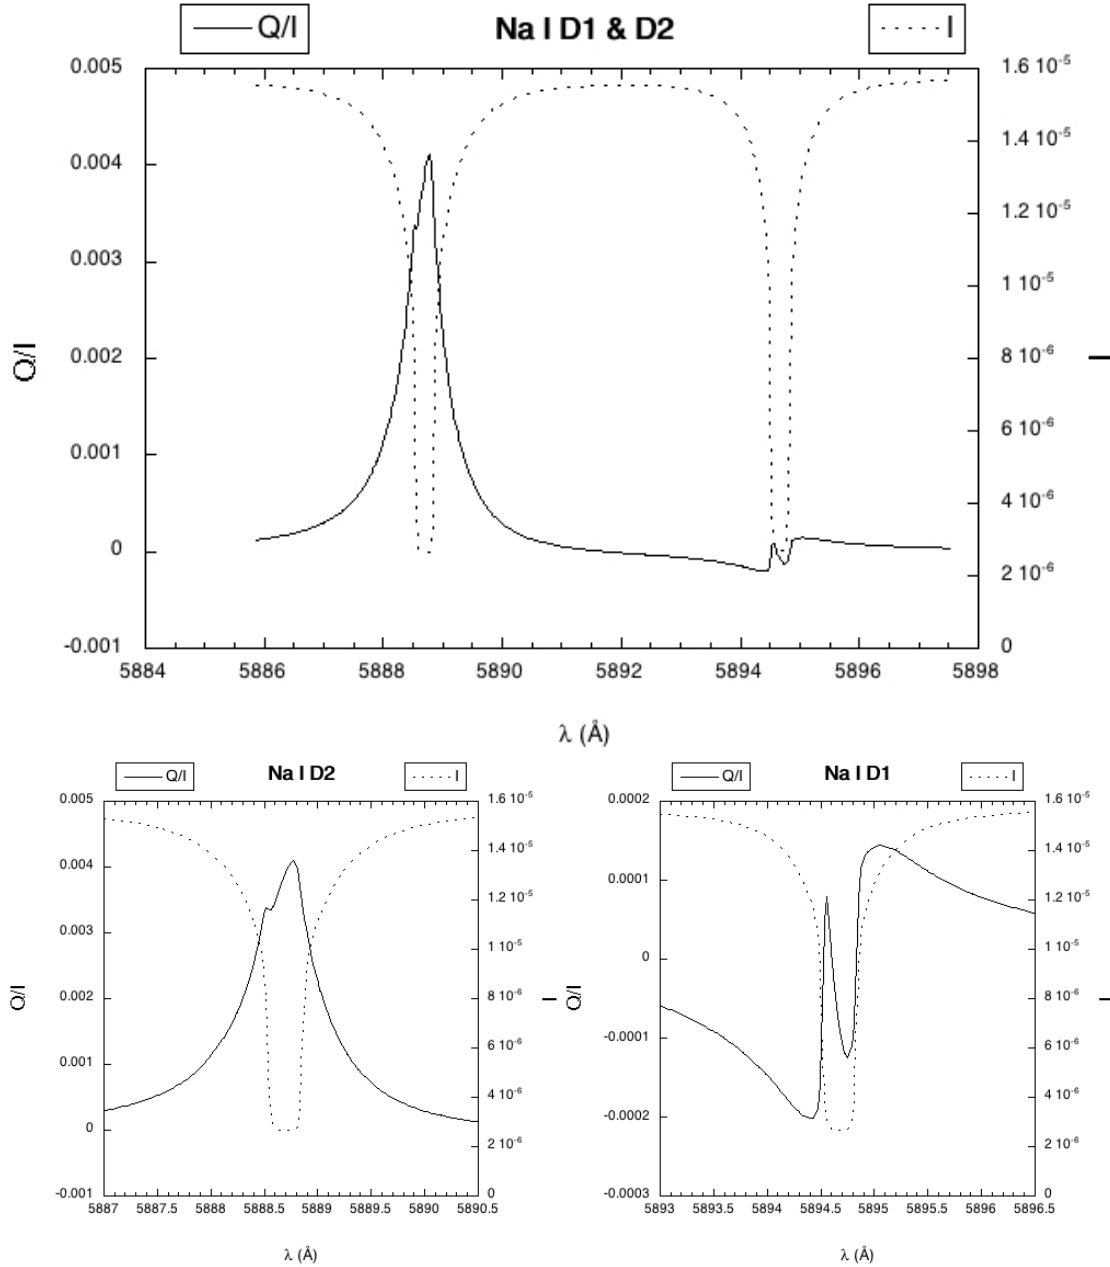 Q/I
Na I D1 & D2
I
0.005
0.004
0.003
0.002
0.001
0
-0.001
Q/I
1.6 10⁻⁵
1.4 10⁻⁵
1.2 10⁻⁵
1 10⁻⁵
8 10⁻⁶
6 10⁻⁶
4 10⁻⁶
2 10⁻⁶
0
I
5884 5886 5888 5890 5892 5894 5896 5898
λ (Å)
Q/I
Na I D2
I
0.005
0.004
0.003
0.002
0.001
0
-0.001
Q/I
1.6 10⁻⁵
1.4 10⁻⁵
1.2 10⁻⁵
1 10⁻⁵
8 10⁻⁶
6 10⁻⁶
4 10⁻⁶
2 10⁻⁶
0
I
5887 5887.5 5888 5888.5 5889 5889.5 5890 5890.5
λ (Å)
Q/I
Na I D1
I
0.0002
0.0001
0
-0.0001
-0.0002
-0.0003
Q/I
1.6 10⁻⁵
1.4 10⁻⁵
1.2 10⁻⁵
1 10⁻⁵
8 10⁻⁶
6 10⁻⁶
4 10⁻⁶
2 10⁻⁶
0
I
5893 5893.5 5894 5894.5 5895 5895.5 5896 5896.5
λ (Å)